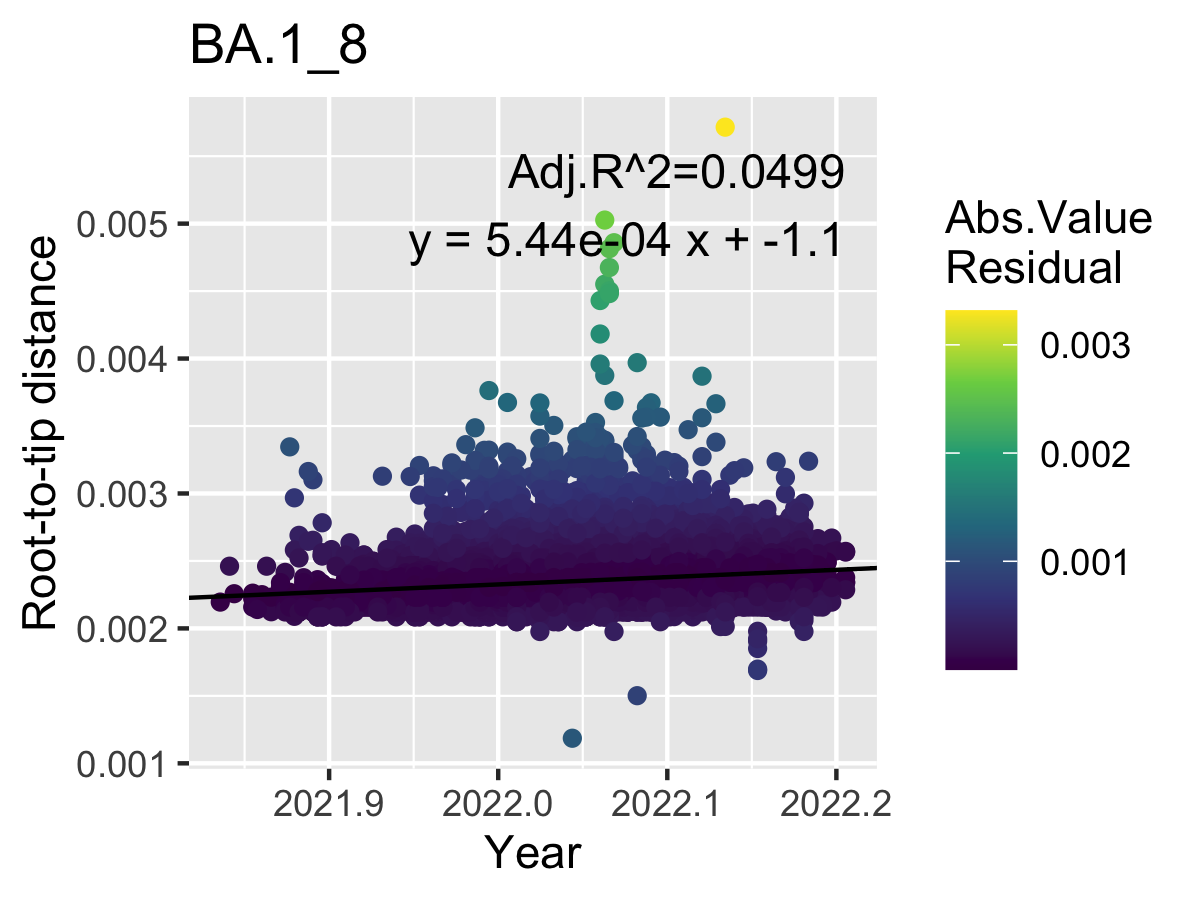 BA.1_8
Adj.R^2=0.0499
y = 5.44e-04 x + -1.1
Root-to-tip distance
0.005
0.004
0.003
0.002
0.001
2021.9
2022.0
2022.1
2022.2
Year
Abs.Value
Residual
0.003
0.002
0.001